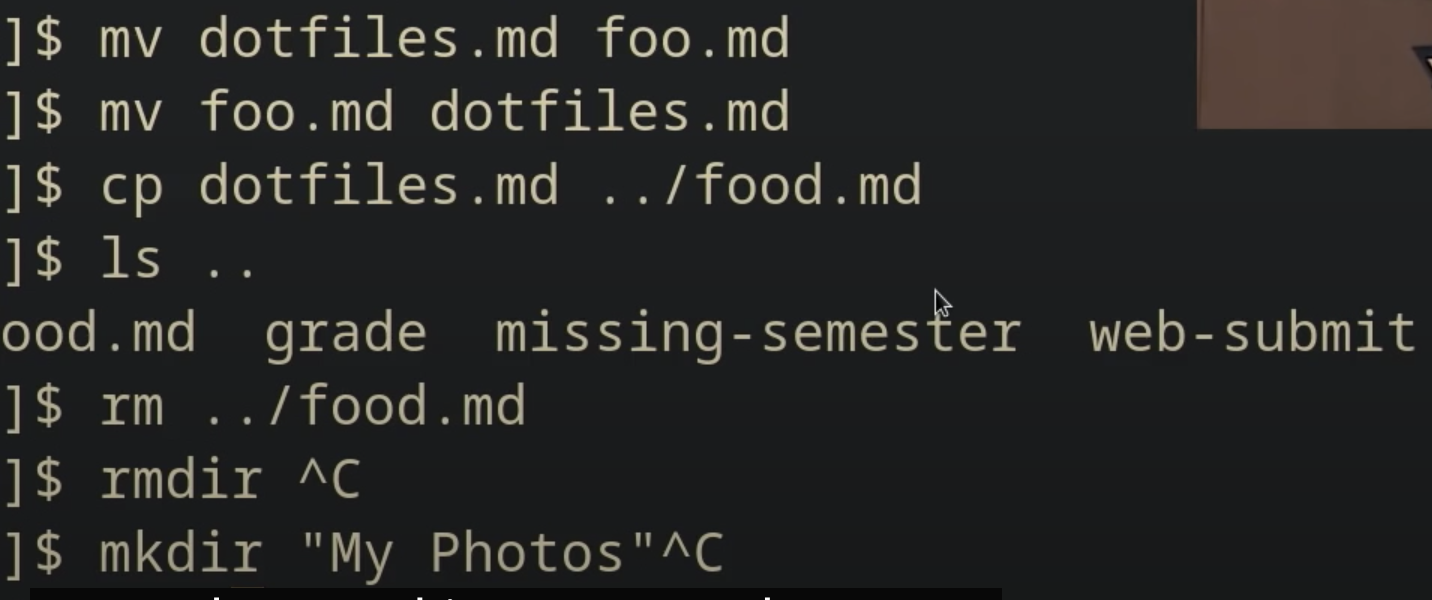 ]$ mv dotfiles.md foo.md
]$ mv foo.md dotfiles.md
]$ cp dotfiles.md ../food.md
]$ ls ..
ood.md  grade  missing-semester  web-submit
]$ rm ../food.md
]$ rmdir ^C
]$ mkdir "My Photos"^C